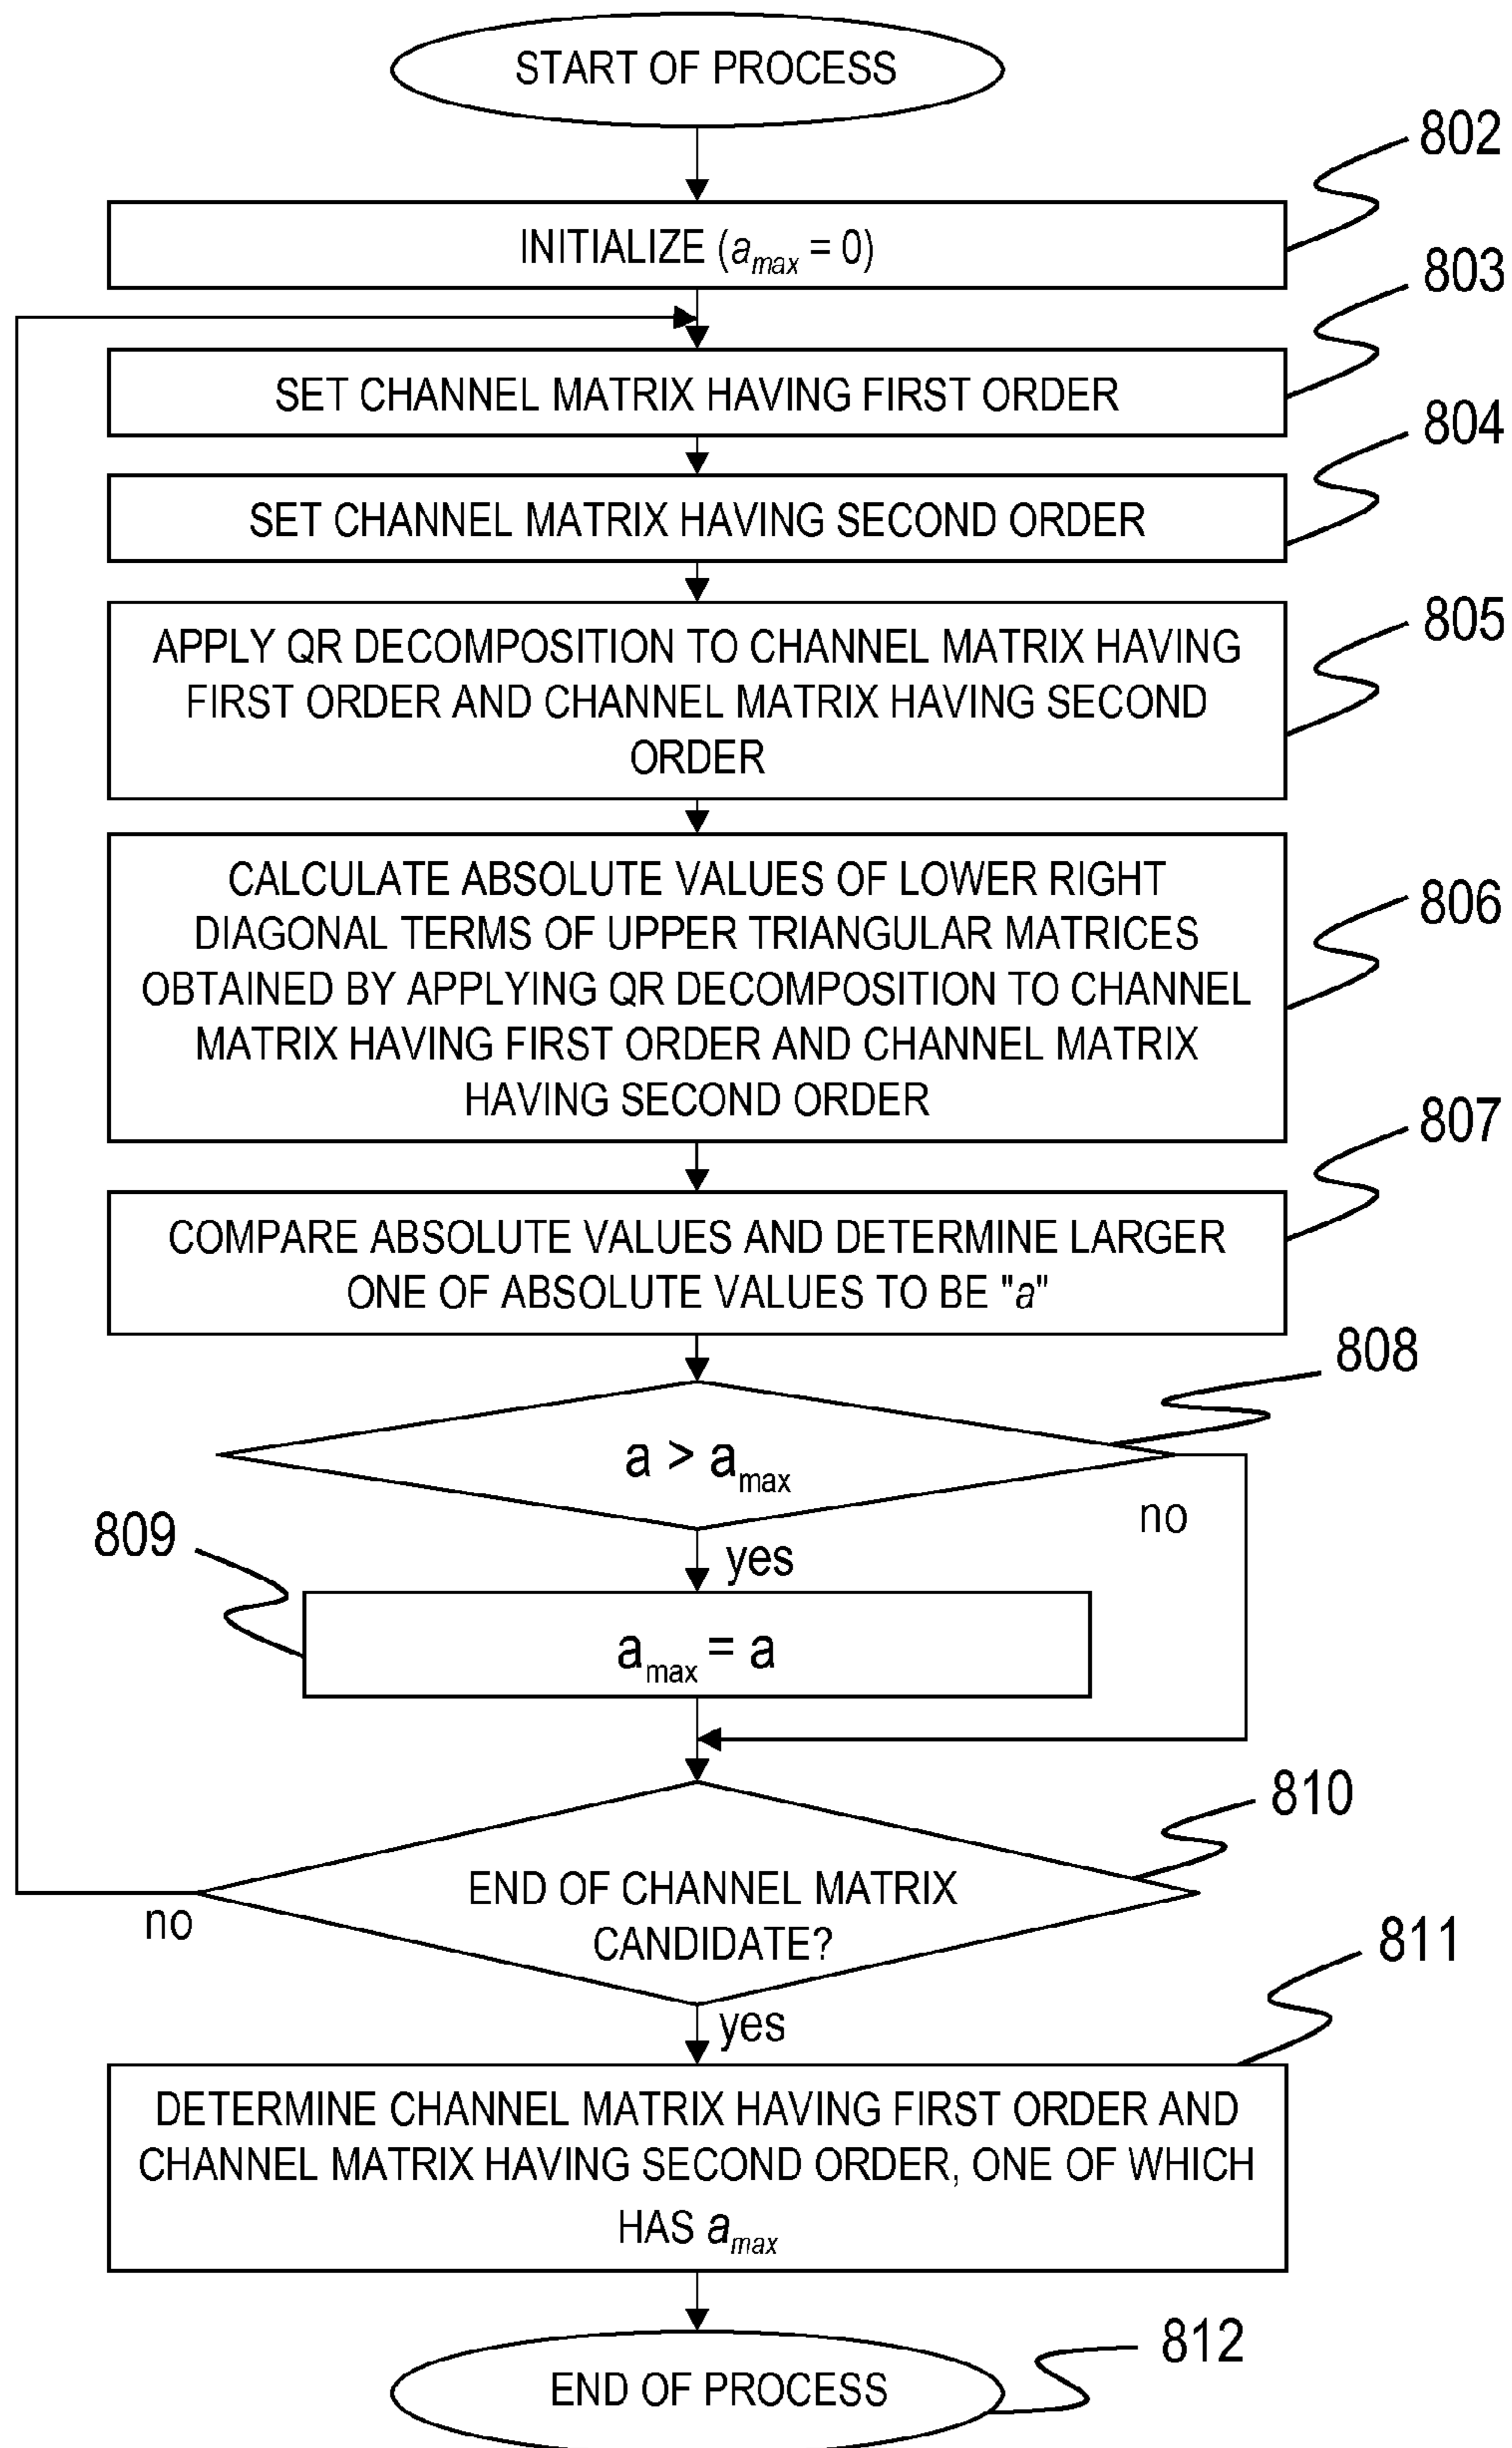 START OF PROCESS
802
INITIALIZE (amax = 0)
803
SET CHANNEL MATRIX HAVING FIRST ORDER
804
SET CHANNEL MATRIX HAVING SECOND ORDER
805
APPLY QR DECOMPOSITION TO CHANNEL MATRIX HAVING
FIRST ORDER AND CHANNEL MATRIX HAVING SECOND
ORDER
806
CALCULATE ABSOLUTE VALUES OF LOWER RIGHT
DIAGONAL TERMS OF UPPER TRIANGULAR MATRICES
OBTAINED BY APPLYING QR DECOMPOSITION TO CHANNEL
MATRIX HAVING FIRST ORDER AND CHANNEL MATRIX
HAVING SECOND ORDER
807
COMPARE ABSOLUTE VALUES AND DETERMINE LARGER
ONE OF ABSOLUTE VALUES TO BE "a"
808
a > amax
no
809
yes
amax = a
810
END OF CHANNEL MATRIX
CANDIDATE?
no
811
yes
DETERMINE CHANNEL MATRIX HAVING FIRST ORDER AND
CHANNEL MATRIX HAVING SECOND ORDER, ONE OF WHICH
HAS amax
812
END OF PROCESS